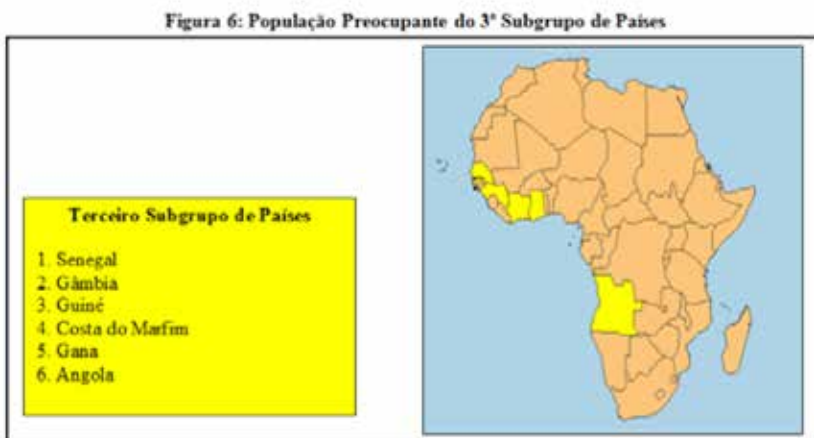 Figura 6: População Preocupante do 3º Subgrupo de Países
Terceiro Subgrupo de Países
1. Senegal
2. Gâmbia
3. Guiné
4. Costa do Marfim
5. Gana
6. Angola